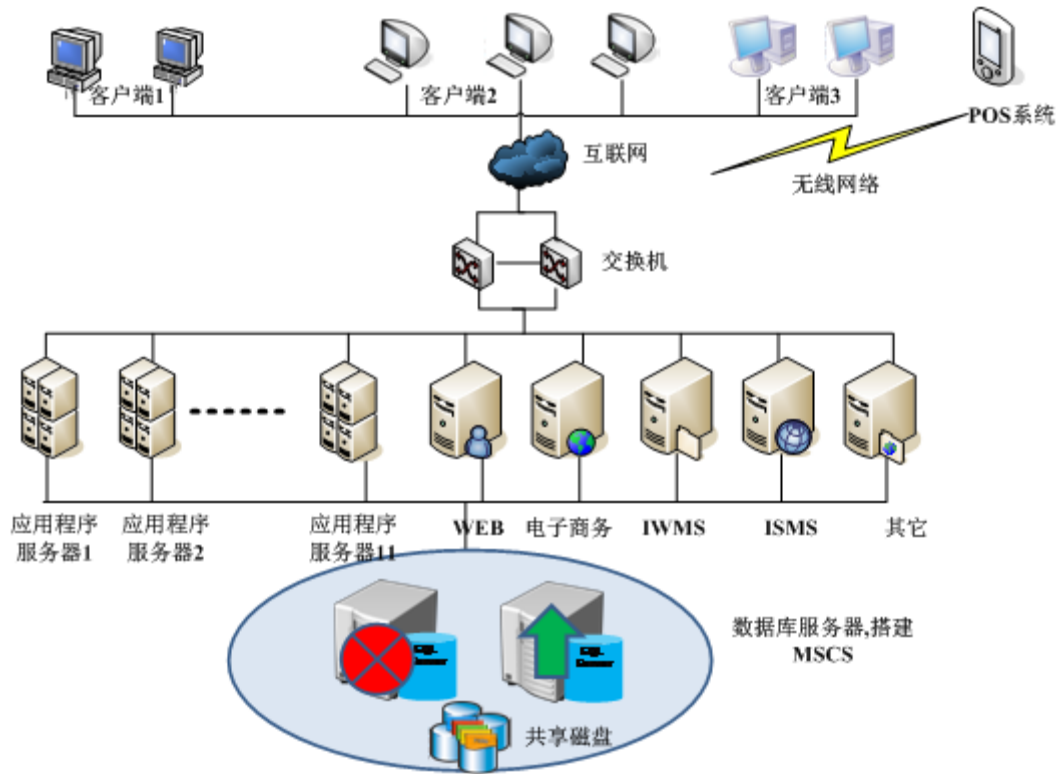 客户端1
客户端2
客户端3
POS系统
互联网
无线网络
交换机
应用程序
服务器1
应用程序
服务器2
应用程序
服务器11
WEB
电子商务
IWMS
ISMS
其它
数据库服务器,搭建
MSCS
共享磁盘